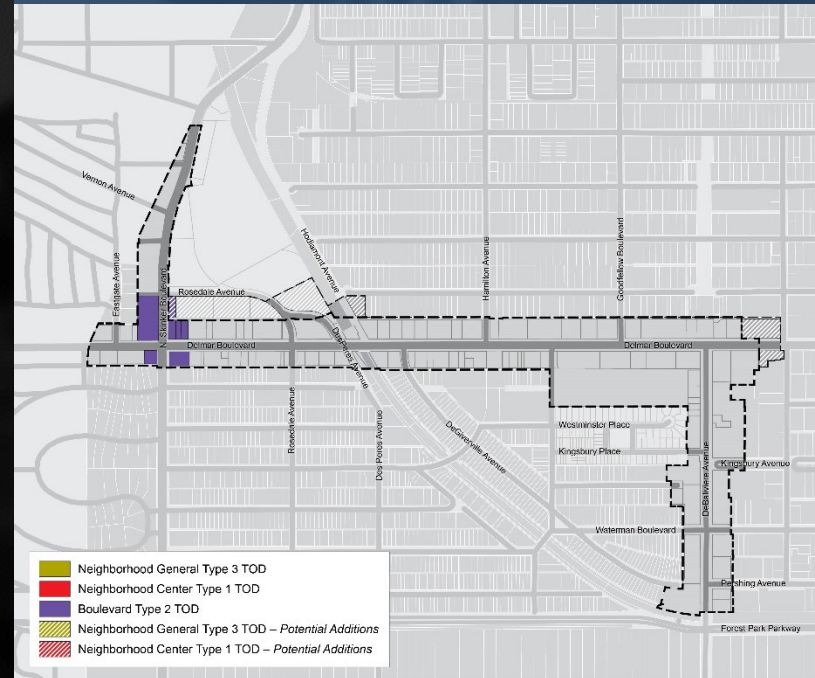 Vernon Avenue
Eastgate Avenue
N. Skinker Boulevard
Rosedale Avenue
Hodiamont Avenue
Hamilton Avenue
Goodfellow Boulevard
Delmar Boulevard
Delmar Boulevard
DesPeres Avenue
Rosedale Avenue
Des Peres Avenue
DeGiverville Avenue
Westminster Place
Kingsbury Place
DeBaliviere Avenue
Kingsbury Avenue
Waterman Boulevard
Pershing Avenue
Forest Park Parkway
Neighborhood General Type 3 TOD
Neighborhood Center Type 1 TOD
Boulevard Type 2 TOD
Neighborhood General Type 3 TOD – Potential Additions
Neighborhood Center Type 1 TOD – Potential Additions